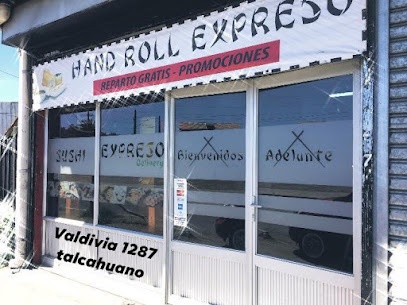 HAND ROLL EXPRESO
REPARTO GRATIS - PROMOCIONES
SUSHI EXPRESO Bienvenidos Adelante
Delivery
Valdivia 1287
talcahuano